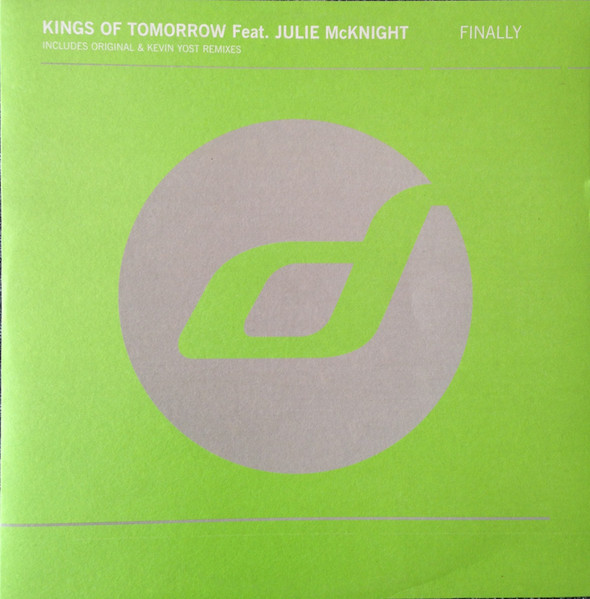 KINGS OF TOMORROW Feat. JULIE McKNIGHT FINALLY
INCLUDES ORIGINAL & KEVIN YOST REMIXES
d